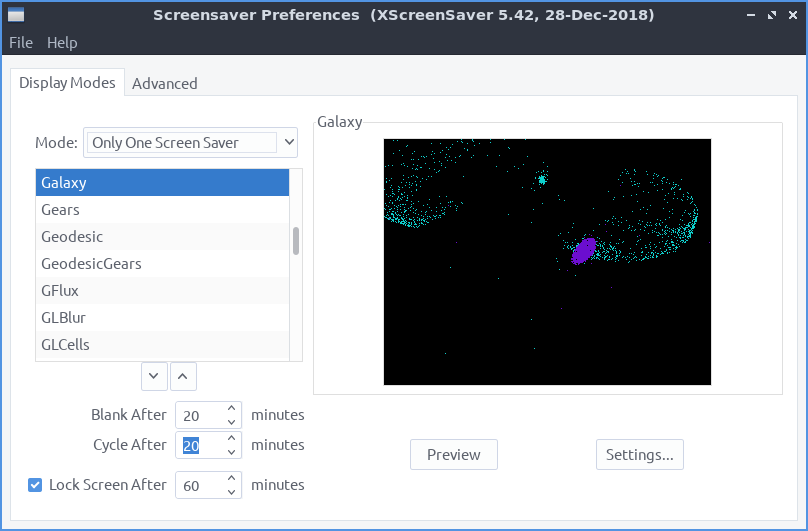 Screensaver Preferences  (XScreenSaver 5.42, 28-Dec-2018)
File Help
Display Modes Advanced
Mode: Only One Screen Saver
Galaxy
Gears
Geodesic
GeodesicGears
GFlux
GLBlur
GLCells
Blank After 20 minutes
Cycle After 20 minutes
Lock Screen After 60 minutes
Galaxy
Preview Settings...